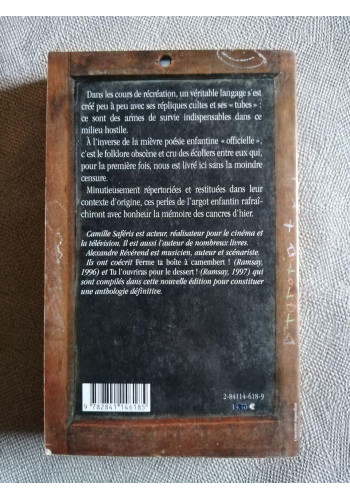 Dans les cours de récréation, un véritable langage s'est
créé peu à peu avec ses répliques cultes et ses « tubes » :
ce sont des armes de survie indispensables dans ce
milieu hostile.
À l'inverse de la mièvre poésie enfantine « officielle »,
c'est le folklore obscène et cru des écoliers entre eux qui,
pour la première fois, nous est livré ici sans la moindre
censure.
Minutieusement répertoriées et restituées dans leur
contexte d'origine, ces perles de l'argot enfantin rafraî-
chiront avec bonheur la mémoire des cancres d'hier.
Camille Saféris est acteur, réalisateur pour le cinéma et
la télévision. Il est aussi l'auteur de nombreux livres.
Alexandre Révérend est musicien, auteur et scénariste.
Ils ont coécrit Ferme ta boîte à camembert ! (Ramsay,
1996) et Tu l'ouvriras pour le dessert ! (Ramsay, 1997) qui
sont compilés dans cette nouvelle édition pour constituer
une anthologie définitive.
2-84114-618-9
9 782841 146185